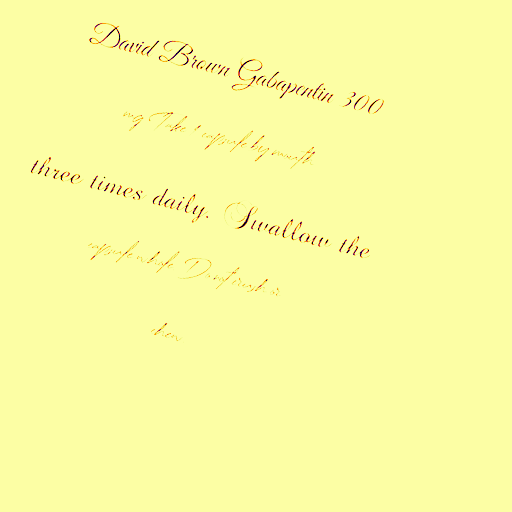 David Brown Gabapentin 300
mg Take 1 capsule by mouth
three times daily. Swallow the
capsule whole. Do not crush or
chew